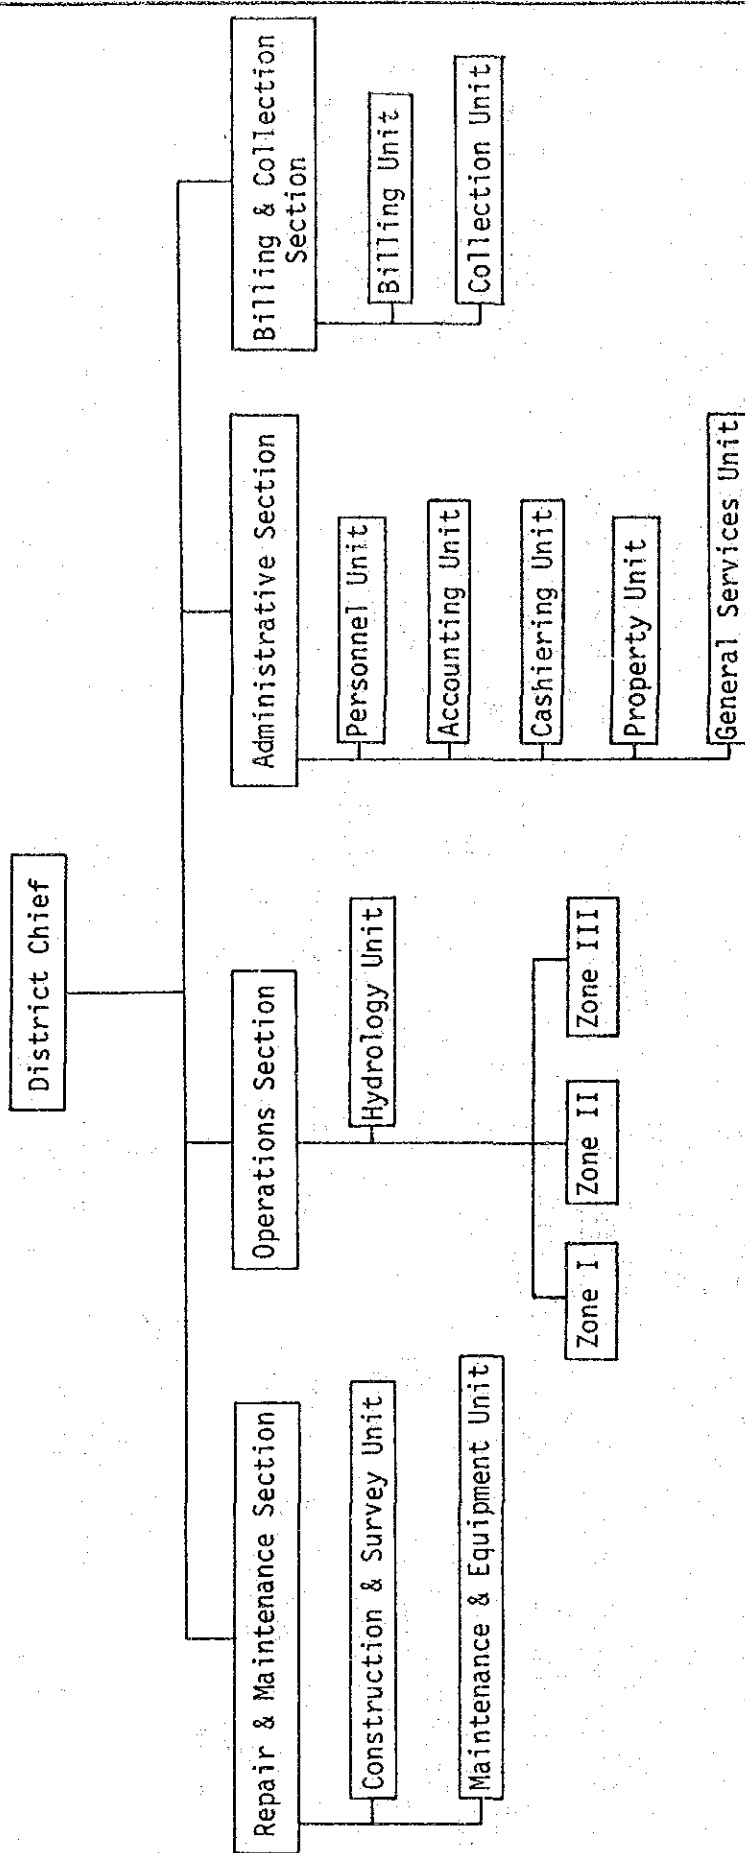 District Chief
Repair & Maintenance Section
Construction & Survey Unit
Maintenance & Equipment Unit
Operations Section
Hydrology Unit
Zone I
Zone II
Zone III
Administrative Section
Personnel Unit
Accounting Unit
Cashiering Unit
Property Unit
General Services Unit
Billing & Collection
Section
Billing Unit
Collection Unit